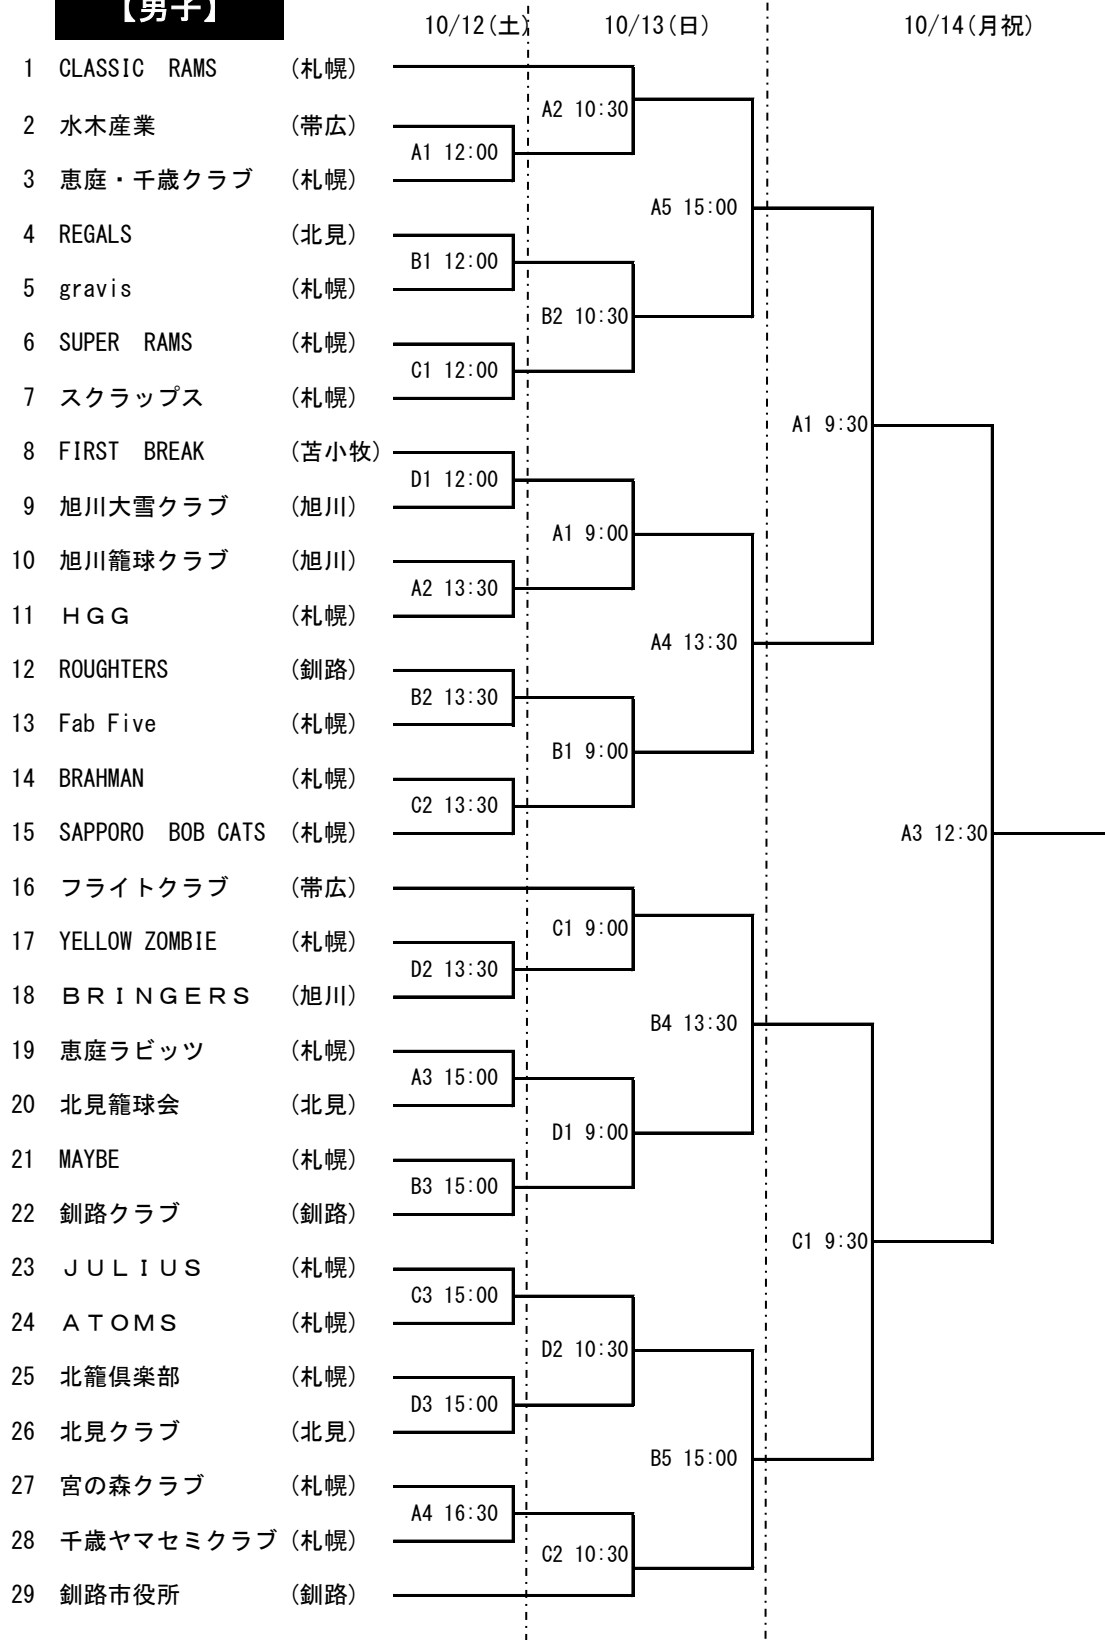 【男子】
10/12(土) 10/13(日) 10/14(月祝)
1 CLASSIC RAMS (札幌)
A2 10:30
2 水木産業 (帯広)
A1 12:00
3 恵庭・千歳クラブ (札幌)
A5 15:00
4 REGALS (北見)
B1 12:00
5 gravis (札幌)
B2 10:30
6 SUPER RAMS (札幌)
C1 12:00
7 スクラップス (札幌)
A1 9:30
8 FIRST BREAK (苫小牧)
D1 12:00
9 旭川大雪クラブ (旭川)
A1 9:00
10 旭川籠球クラブ (旭川)
A2 13:30
11 HGG (札幌)
A4 13:30
12 ROUGHTERS (釧路)
B2 13:30
13 Fab Five (札幌)
B1 9:00
14 BRAHMAN (札幌)
C2 13:30
15 SAPPORO BOB CATS (札幌)
A3 12:30
16 フライトクラブ (帯広)
C1 9:00
17 YELLOW ZOMBIE (札幌)
D2 13:30
18 BRINGERS (旭川)
B4 13:30
19 恵庭ラビッツ (札幌)
A3 15:00
20 北見籠球会 (北見)
D1 9:00
21 MAYBE (札幌)
B3 15:00
22 釧路クラブ (釧路)
C1 9:30
23 JULIUS (札幌)
C3 15:00
24 ATOMS (札幌)
D2 10:30
25 北籠倶楽部 (札幌)
D3 15:00
26 北見クラブ (北見)
B5 15:00
27 宮の森クラブ (札幌)
A4 16:30
28 千歳ヤマセミクラブ (札幌)
C2 10:30
29 釧路市役所 (釧路)